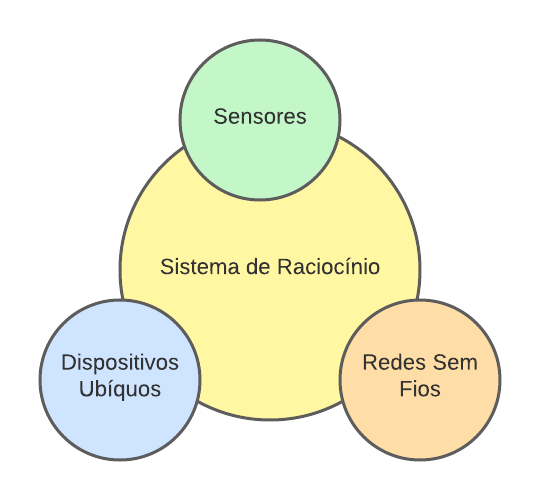 Sensores
Sistema de Raciocínio
Dispositivos
Ubíquos
Redes Sem
Fios